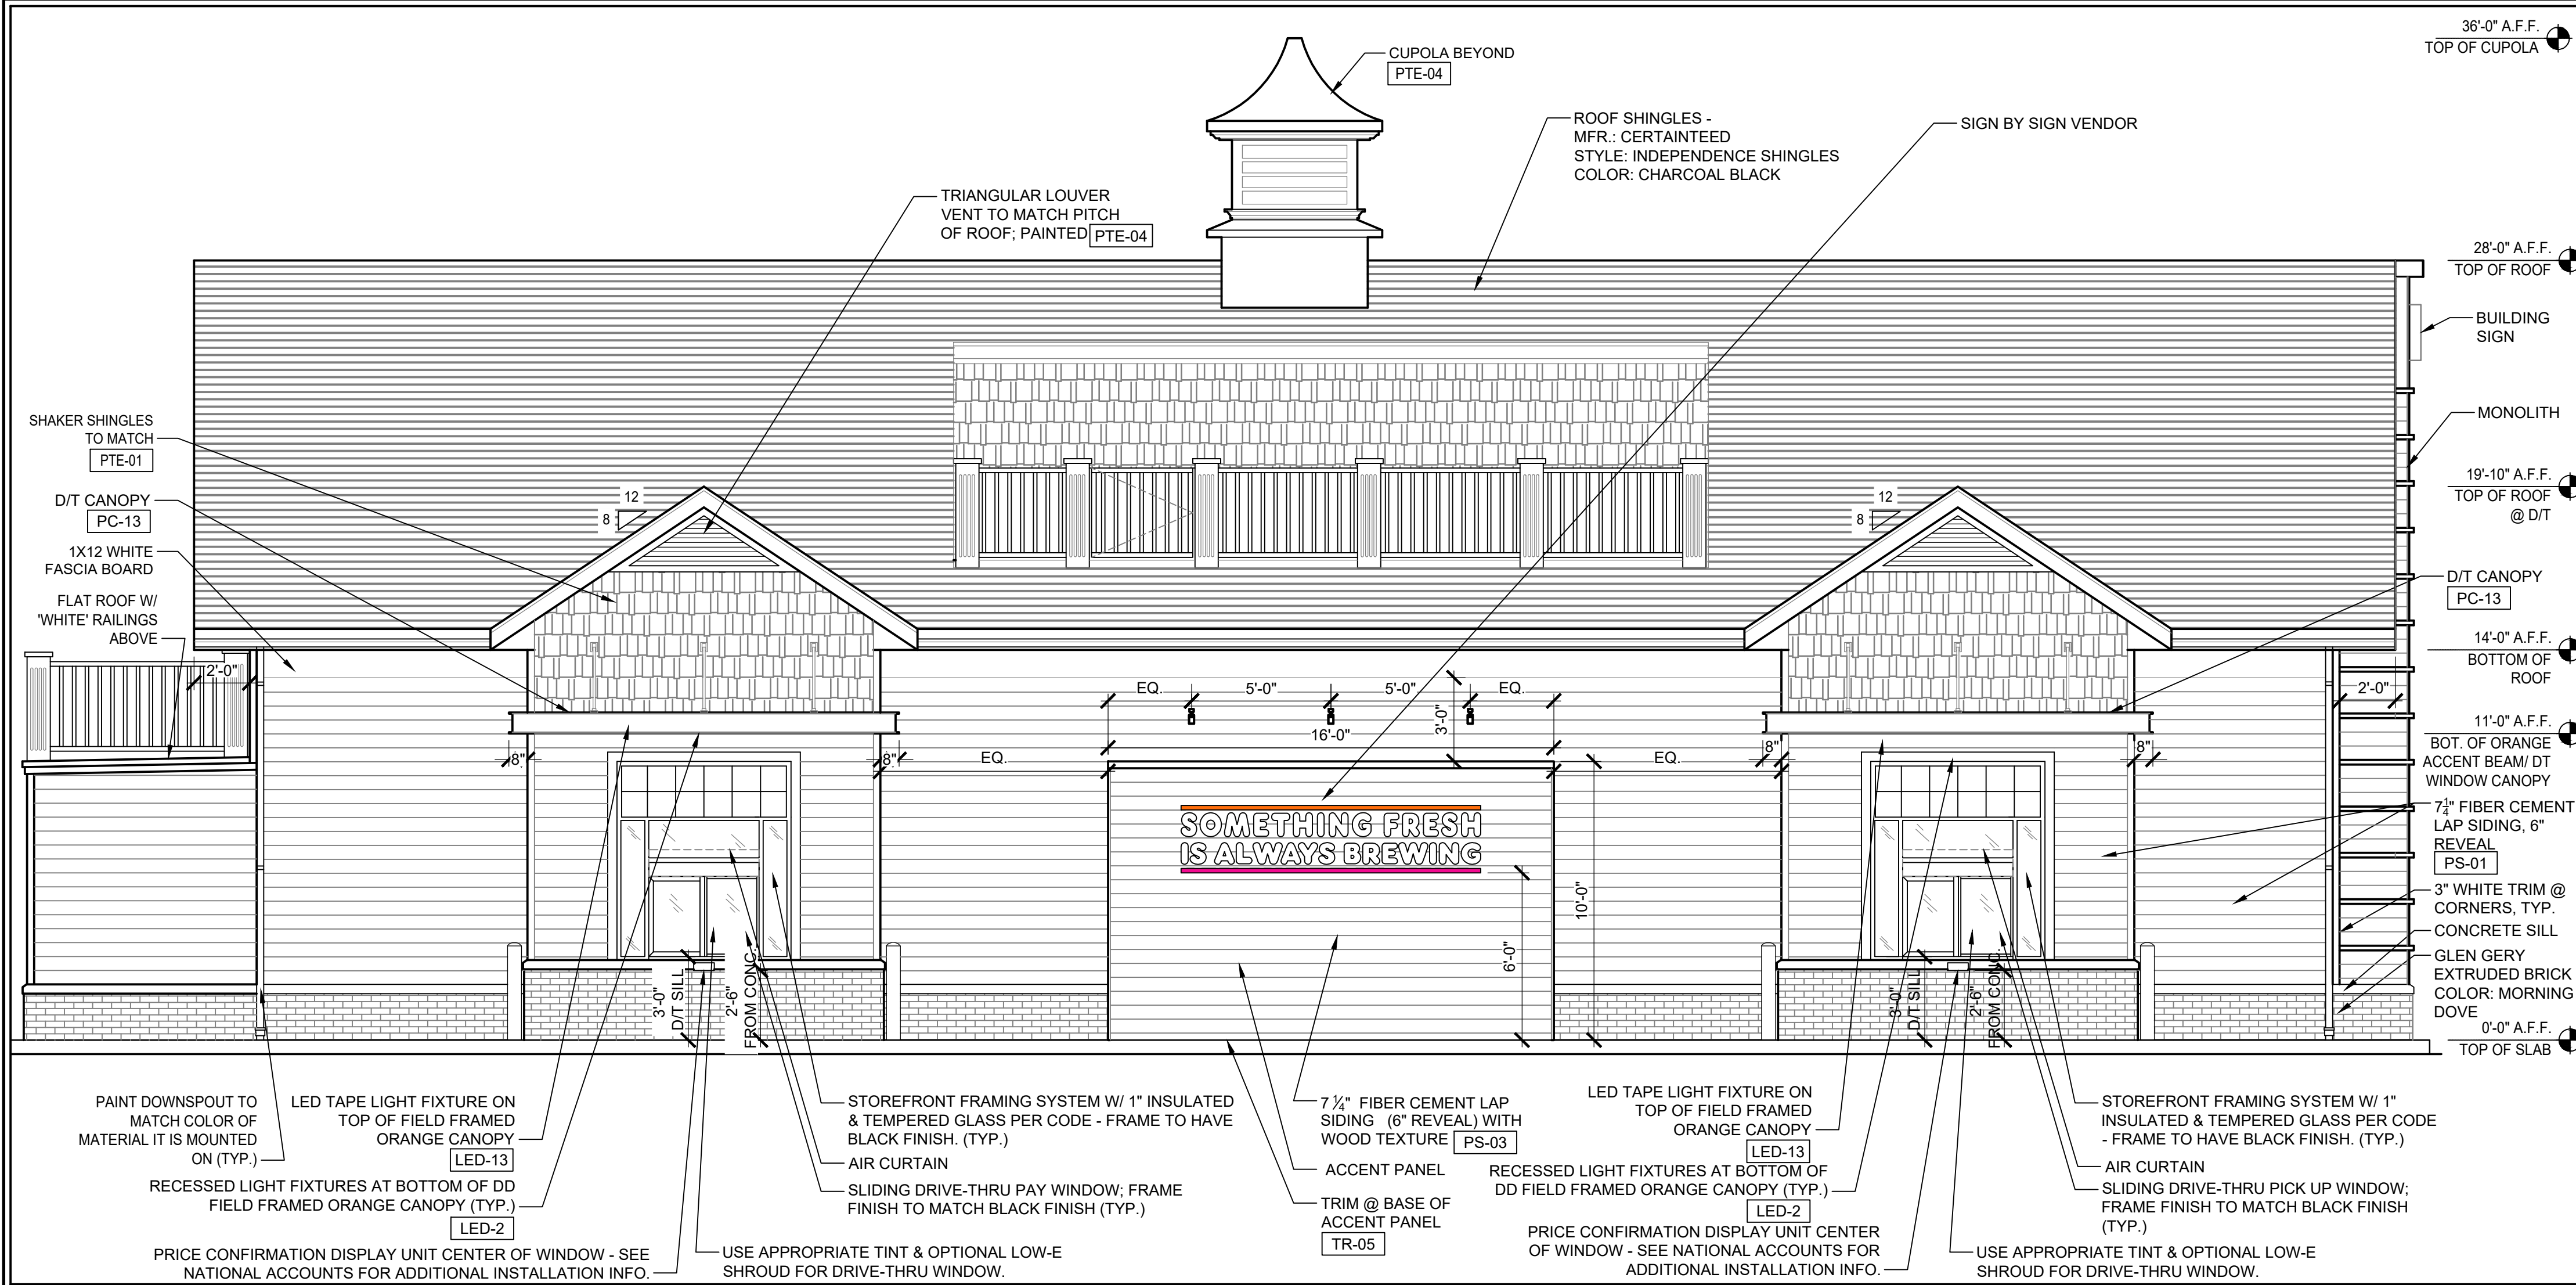 36'-0" A.F.F.
TOP OF CUPOLA
CUPOLA BEYOND
PTE-04
ROOF SHINGLES -
MFR.: CERTAINTEED
STYLE: INDEPENDENCE SHINGLES
COLOR: CHARCOAL BLACK
SIGN BY SIGN VENDOR
TRIANGULAR LOUVER
VENT TO MATCH PITCH
OF ROOF; PAINTED PTE-04
28'-0" A.F.F.
TOP OF ROOF
BUILDING
SIGN
MONOLITH
19'-10" A.F.F.
TOP OF ROOF
@ D/T
D/T CANOPY
PC-13
14'-0" A.F.F.
BOTTOM OF
ROOF
2'-0"
11'-0" A.F.F.
BOT. OF ORANGE
ACCENT BEAM/ DT
WINDOW CANOPY
7 1/4" FIBER CEMENT
LAP SIDING, 6"
REVEAL
PS-01
3" WHITE TRIM @
CORNERS, TYP.
CONCRETE SILL
GLEN GERY
EXTRUDED BRICK
COLOR: MORNING
DOVE
0'-0" A.F.F.
TOP OF SLAB
SHAKER SHINGLES
TO MATCH
PTE-01
D/T CANOPY
PC-13
1X12 WHITE
FASCIA BOARD
FLAT ROOF W/
'WHITE' RAILINGS
ABOVE
2'-0"
12
8
12
8
EQ.
5'-0"
5'-0"
EQ.
3'-0"
16'-0"
8"
8"
EQ.
EQ.
8"
8"
SOMETHING FRESH
IS ALWAYS BREWING
10'-0"
6'-0"
3'-0"
D/T SILL
2'-6"
FROM CONC.
3'-0"
D/T SILL
2'-6"
FROM CONC.
PAINT DOWNSPOUT TO
MATCH COLOR OF
MATERIAL IT IS MOUNTED
ON (TYP.)
LED TAPE LIGHT FIXTURE ON
TOP OF FIELD FRAMED
ORANGE CANOPY
LED-13
RECESSED LIGHT FIXTURES AT BOTTOM OF DD
FIELD FRAMED ORANGE CANOPY (TYP.)
LED-2
PRICE CONFIRMATION DISPLAY UNIT CENTER OF WINDOW - SEE
NATIONAL ACCOUNTS FOR ADDITIONAL INSTALLATION INFO.
STOREFRONT FRAMING SYSTEM W/ 1" INSULATED
& TEMPERED GLASS PER CODE - FRAME TO HAVE
BLACK FINISH. (TYP.)
AIR CURTAIN
SLIDING DRIVE-THRU PAY WINDOW; FRAME
FINISH TO MATCH BLACK FINISH (TYP.)
USE APPROPRIATE TINT & OPTIONAL LOW-E
SHROUD FOR DRIVE-THRU WINDOW.
7 ¼" FIBER CEMENT LAP
SIDING (6" REVEAL) WITH
WOOD TEXTURE PS-03
ACCENT PANEL
TRIM @ BASE OF
ACCENT PANEL
TR-05
LED TAPE LIGHT FIXTURE ON
TOP OF FIELD FRAMED
ORANGE CANOPY
LED-13
RECESSED LIGHT FIXTURES AT BOTTOM OF
DD FIELD FRAMED ORANGE CANOPY (TYP.)
LED-2
PRICE CONFIRMATION DISPLAY UNIT CENTER
OF WINDOW - SEE NATIONAL ACCOUNTS FOR
ADDITIONAL INSTALLATION INFO.
STOREFRONT FRAMING SYSTEM W/ 1"
INSULATED & TEMPERED GLASS PER CODE
- FRAME TO HAVE BLACK FINISH. (TYP.)
AIR CURTAIN
SLIDING DRIVE-THRU PICK UP WINDOW;
FRAME FINISH TO MATCH BLACK FINISH
(TYP.)
USE APPROPRIATE TINT & OPTIONAL LOW-E
SHROUD FOR DRIVE-THRU WINDOW.